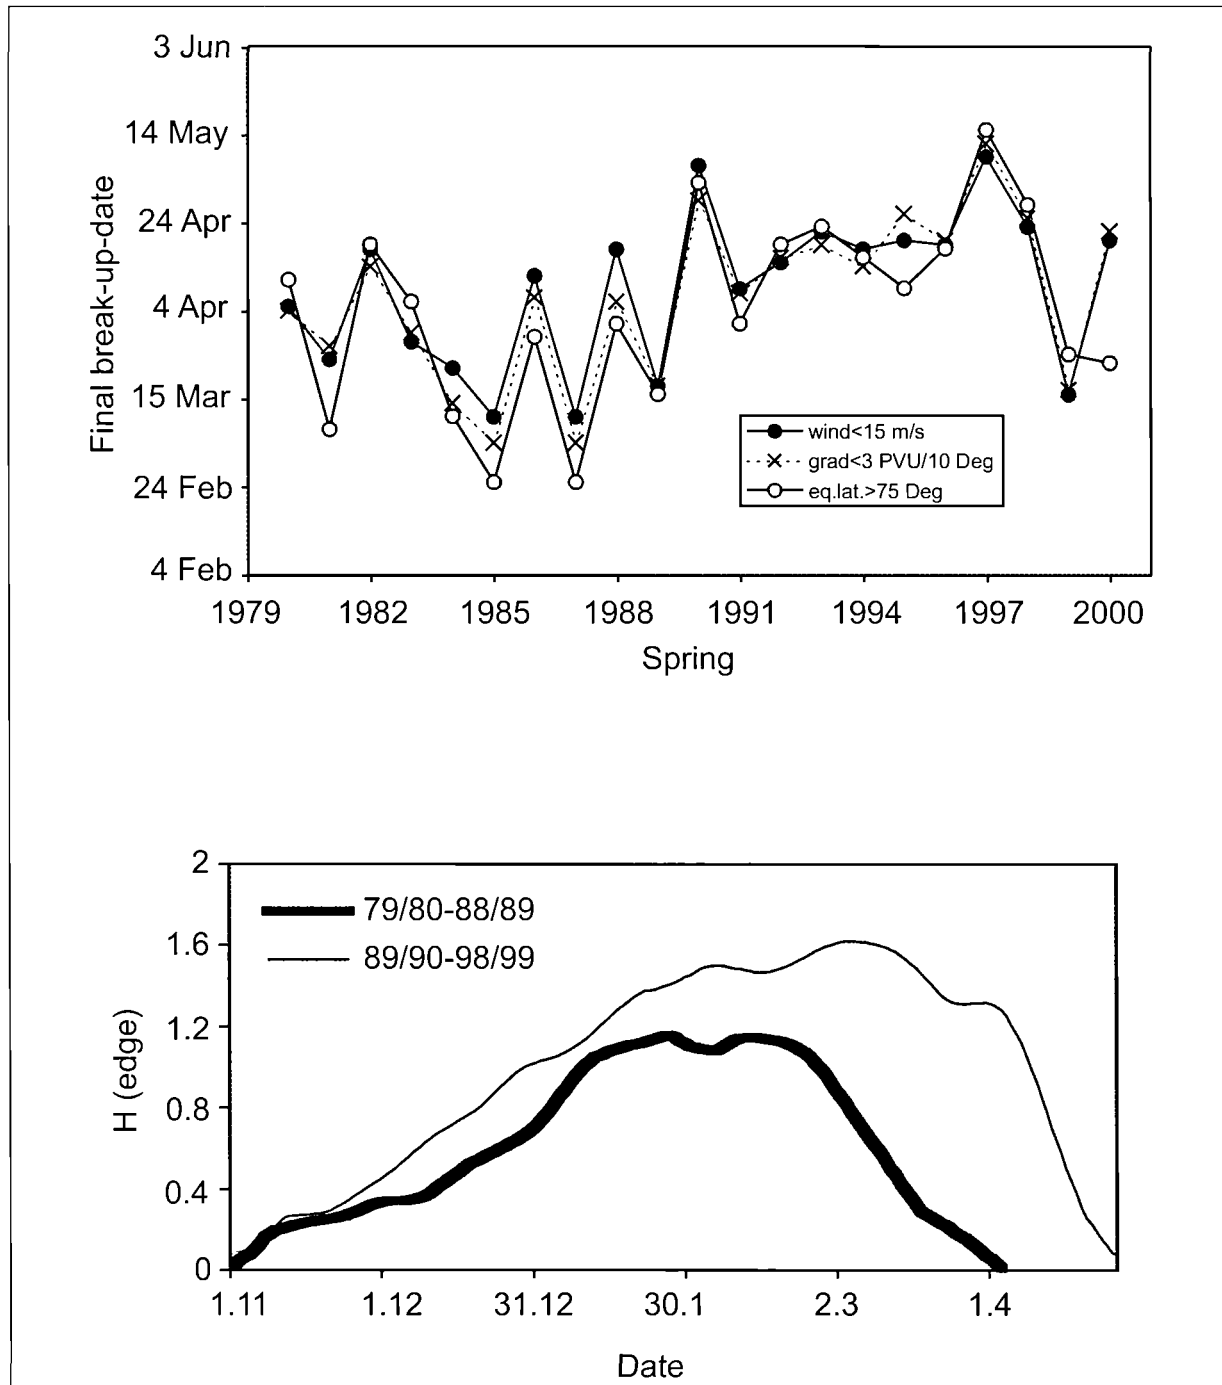 3 Jun
14 May
24 Apr
4 Apr
15 Mar
24 Feb
4 Feb
Final break-up-date
wind<15 m/s
grad<3 PVU/10 Deg
eq.lat.>75 Deg
1979 1982 1985 1988 1991 1994 1997 2000
Spring
2
1.6
1.2
0.8
0.4
0
H (edge)
79/80-88/89
89/90-98/99
1.11 1.12 31.12 30.1 2.3 1.4
Date